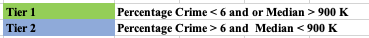 Tier 1 Percentage Crime < 6 and or Median > 900 K
Tier 2 Percentage Crime > 6 and Median < 900 K